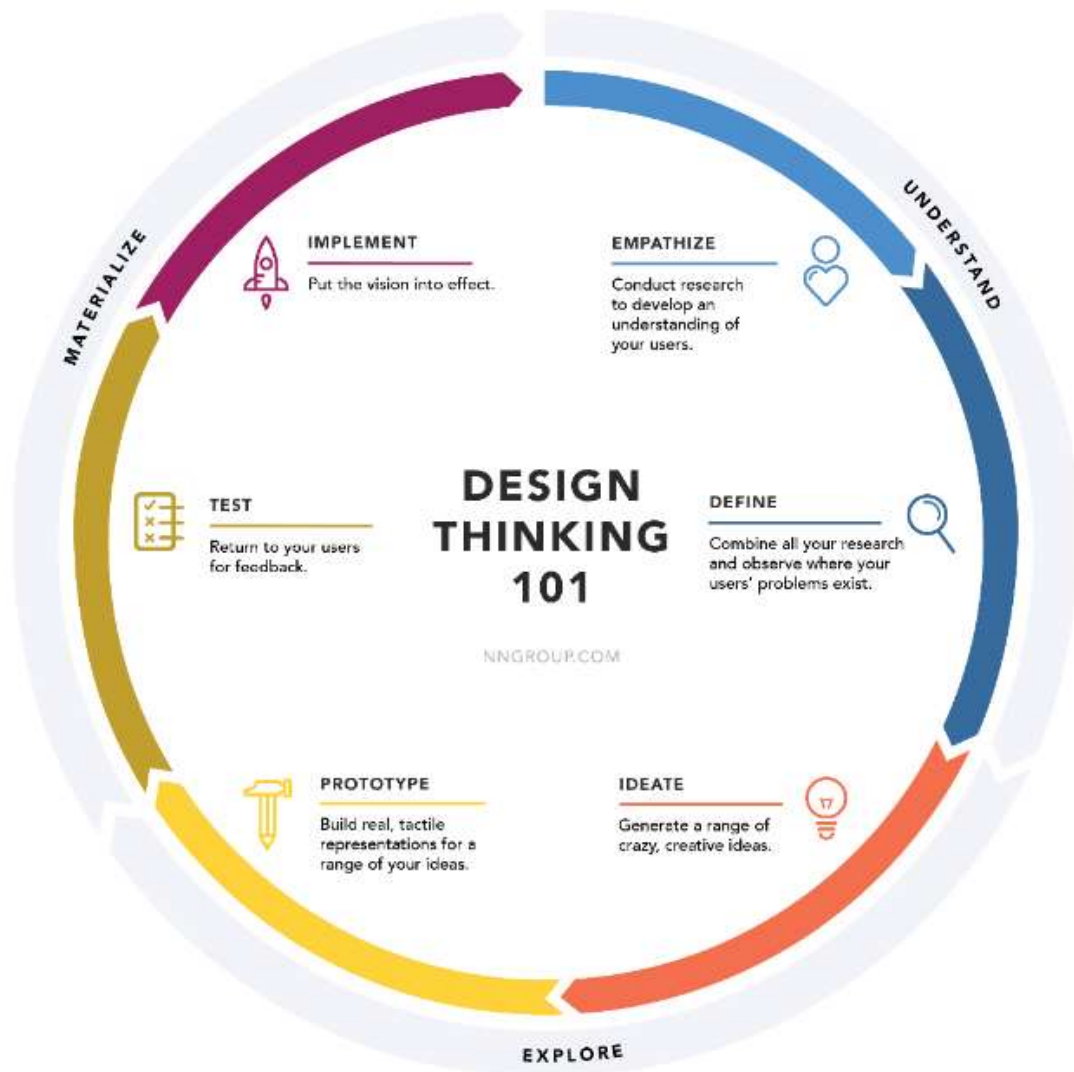 DESIGN
THINKING
101
NNGROUP.COM
UNDERSTAND
EMPATHIZE
Conduct research
to develop an
understanding of
your users.
DEFINE
Combine all your research
and observe where your
users' problems exist.
EXPLORE
IDEATE
Generate a range of
crazy, creative ideas.
PROTOTYPE
Build real, tactile
representations for a
range of your ideas.
MATERIALIZE
TEST
Return to your users
for feedback.
IMPLEMENT
Put the vision into effect.